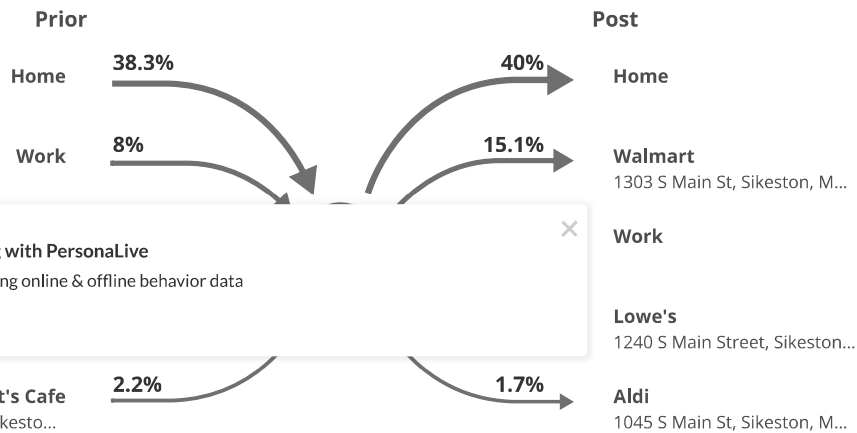 Prior
Post
38.3%
40%
Home
Home
8%
15.1%
Work
Walmart
1303 S Main St, Sikeston, M...
with PersonaLive
Work
online & offline behavior data
Lowe's
1240 S Main Street, Sikeston...
2.2%
1.7%
Cafe
Aldi
1045 S Main St, Sikeston, M...